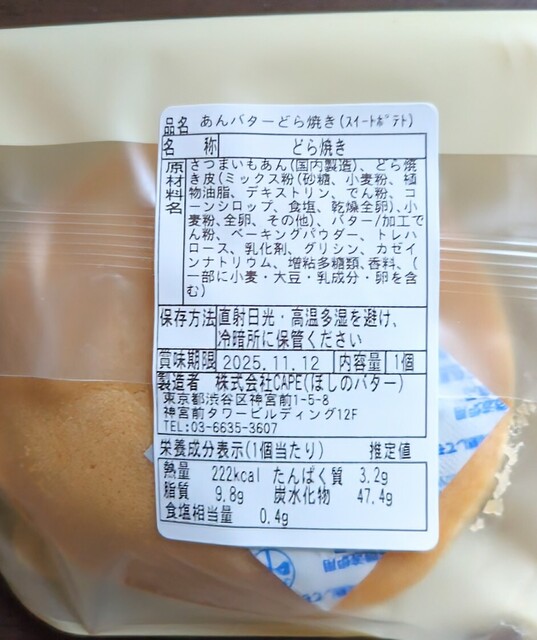 品名 あんバターどら焼き(ｽｲｰﾄﾎﾟﾃﾄ)
名称 どら焼き
原材料名 さつまいもあん(国内製造)、どら焼
き皮(ミックス粉(砂糖、小麦粉、植
物油脂、デキストリン、でん粉、コ
ーンシロップ、食塩、乾燥全卵)、小
麦粉、全卵、その他)、バター/加工で
ん粉、ベーキングパウダー、トレハ
ロース、乳化剤、グリシン、カゼイ
ンナトリウム、増粘多糖類、香料、(
一部に小麦・大豆・乳成分・卵を含
む)
保存方法 直射日光・高温多湿を避け、
冷暗所に保管ください
賞味期限 2025.11.12 内容量 1個
製造者 株式会社CAPE(ほしのバター)
東京都渋谷区神宮前1-5-8
神宮前タワービルディング12F
TEL:03-6635-3607
栄養成分表示(1個当たり) 推定値
熱量 222kcal たんぱく質 3.2g
脂質 9.8g 炭水化物 47.4g
食塩相当量 0.4g